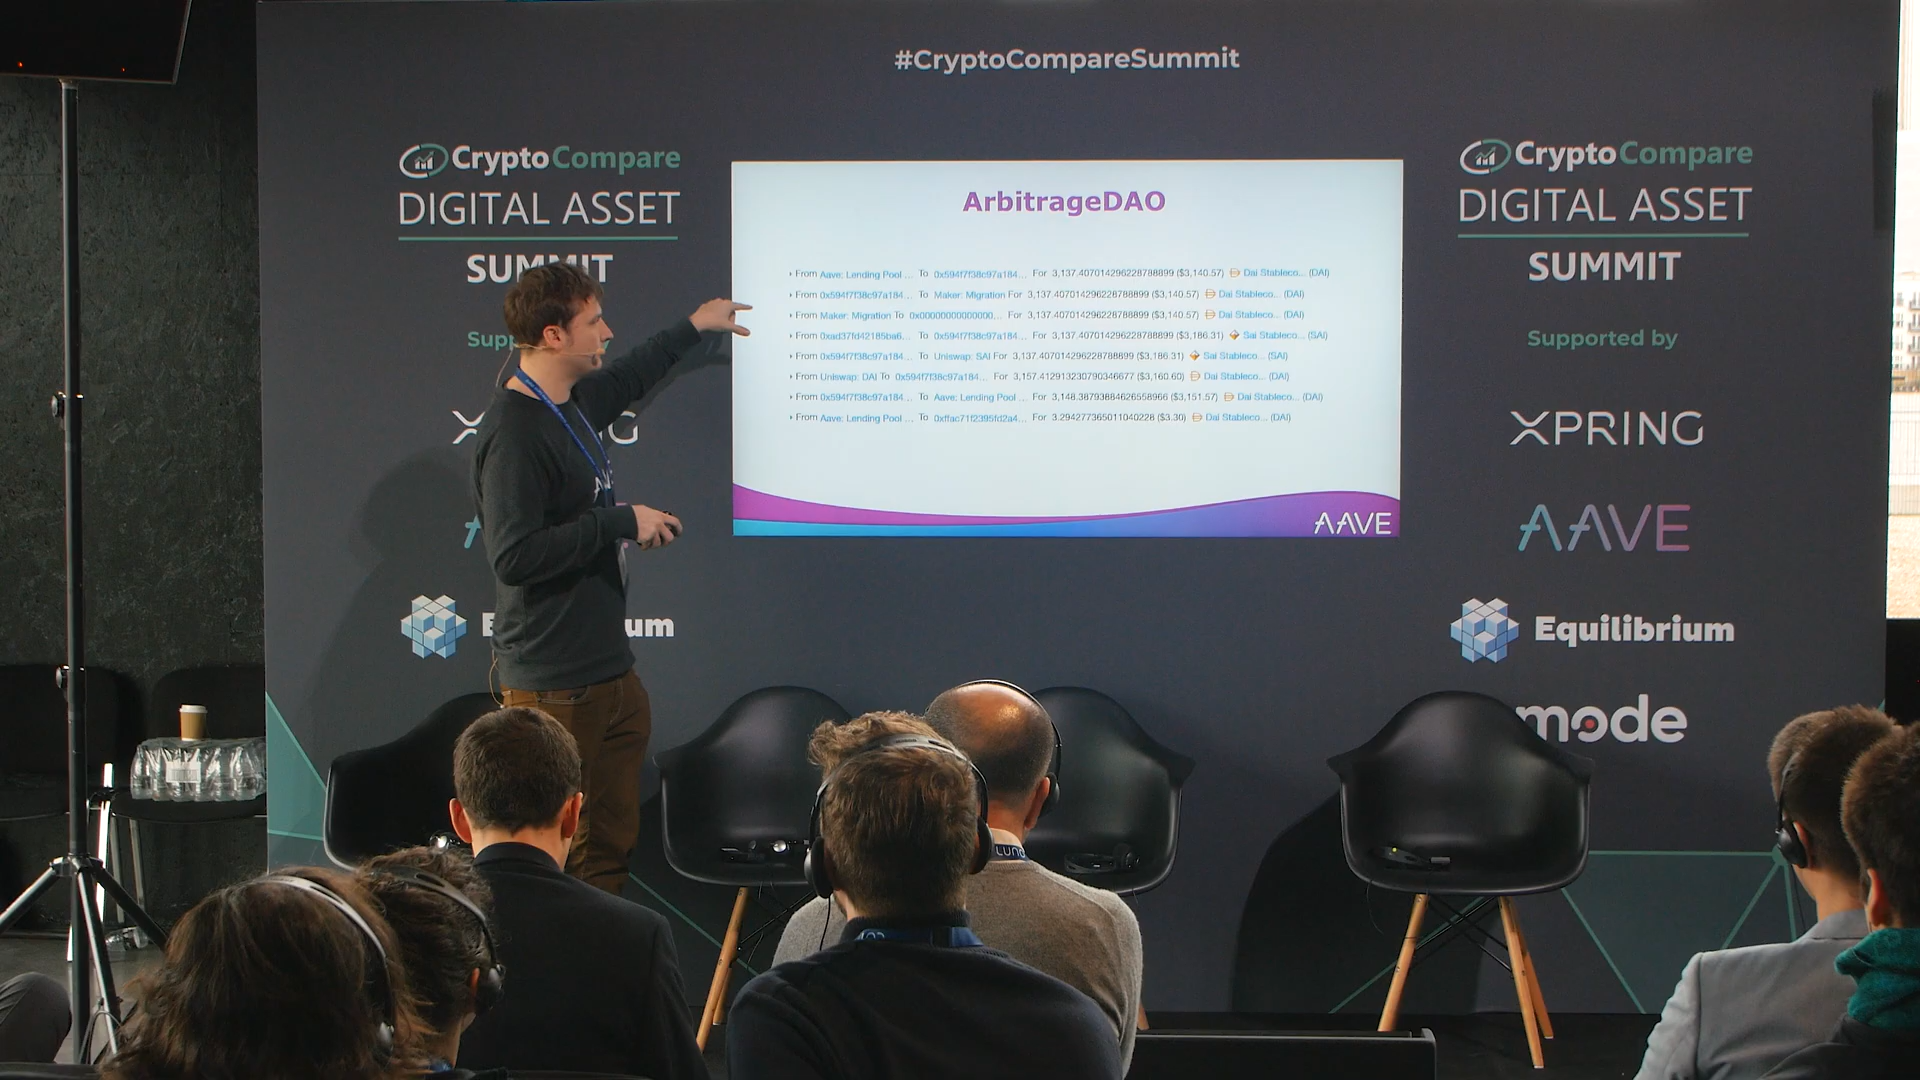 #CryptoCompareSummit
CryptoCompare
DIGITAL ASSET
SUMMIT
Supp
X G
A
E um
ArbitrageDAO
From Aave: Lending Pool ... To 0x594f7f38c97a184... For 3,137.407014296228788899 ($3,140.57) Dai Stableco... (DAI)
From 0x594f7f38c97a184... To Maker: Migration For 3,137.407014296228788899 ($3,140.57) Dai Stableco... (DAI)
From Maker: Migration To 0x00000000000000... For 3,137.407014296228788899 ($3,140.57) Dai Stableco... (DAI)
From 0xad37fd42185ba6... To 0x594f7f38c97a184... For 3,137.407014296228788899 ($3,186.31) Sai Stableco... (SAI)
From 0x594f7f38c97a184... To Uniswap: SAI For 3,137.407014296228788899 ($3,186.31) Sai Stableco... (SAI)
From Uniswap: DAI To 0x594f7f38c97a184... For 3,157.412913230790346677 ($3,160.60) Dai Stableco... (DAI)
From 0x594f7f38c97a184... To Aave: Lending Pool ... For 3,148.38793884626558966 ($3,151.57) Dai Stableco... (DAI)
From Aave: Lending Pool ... To 0xffac71f2395fd2a4... For 3.294277365011040228 ($3.30) Dai Stableco... (DAI)
AAVE
CryptoCompare
DIGITAL ASSET
SUMMIT
Supported by
XPRING
AAVE
Equilibrium
mode